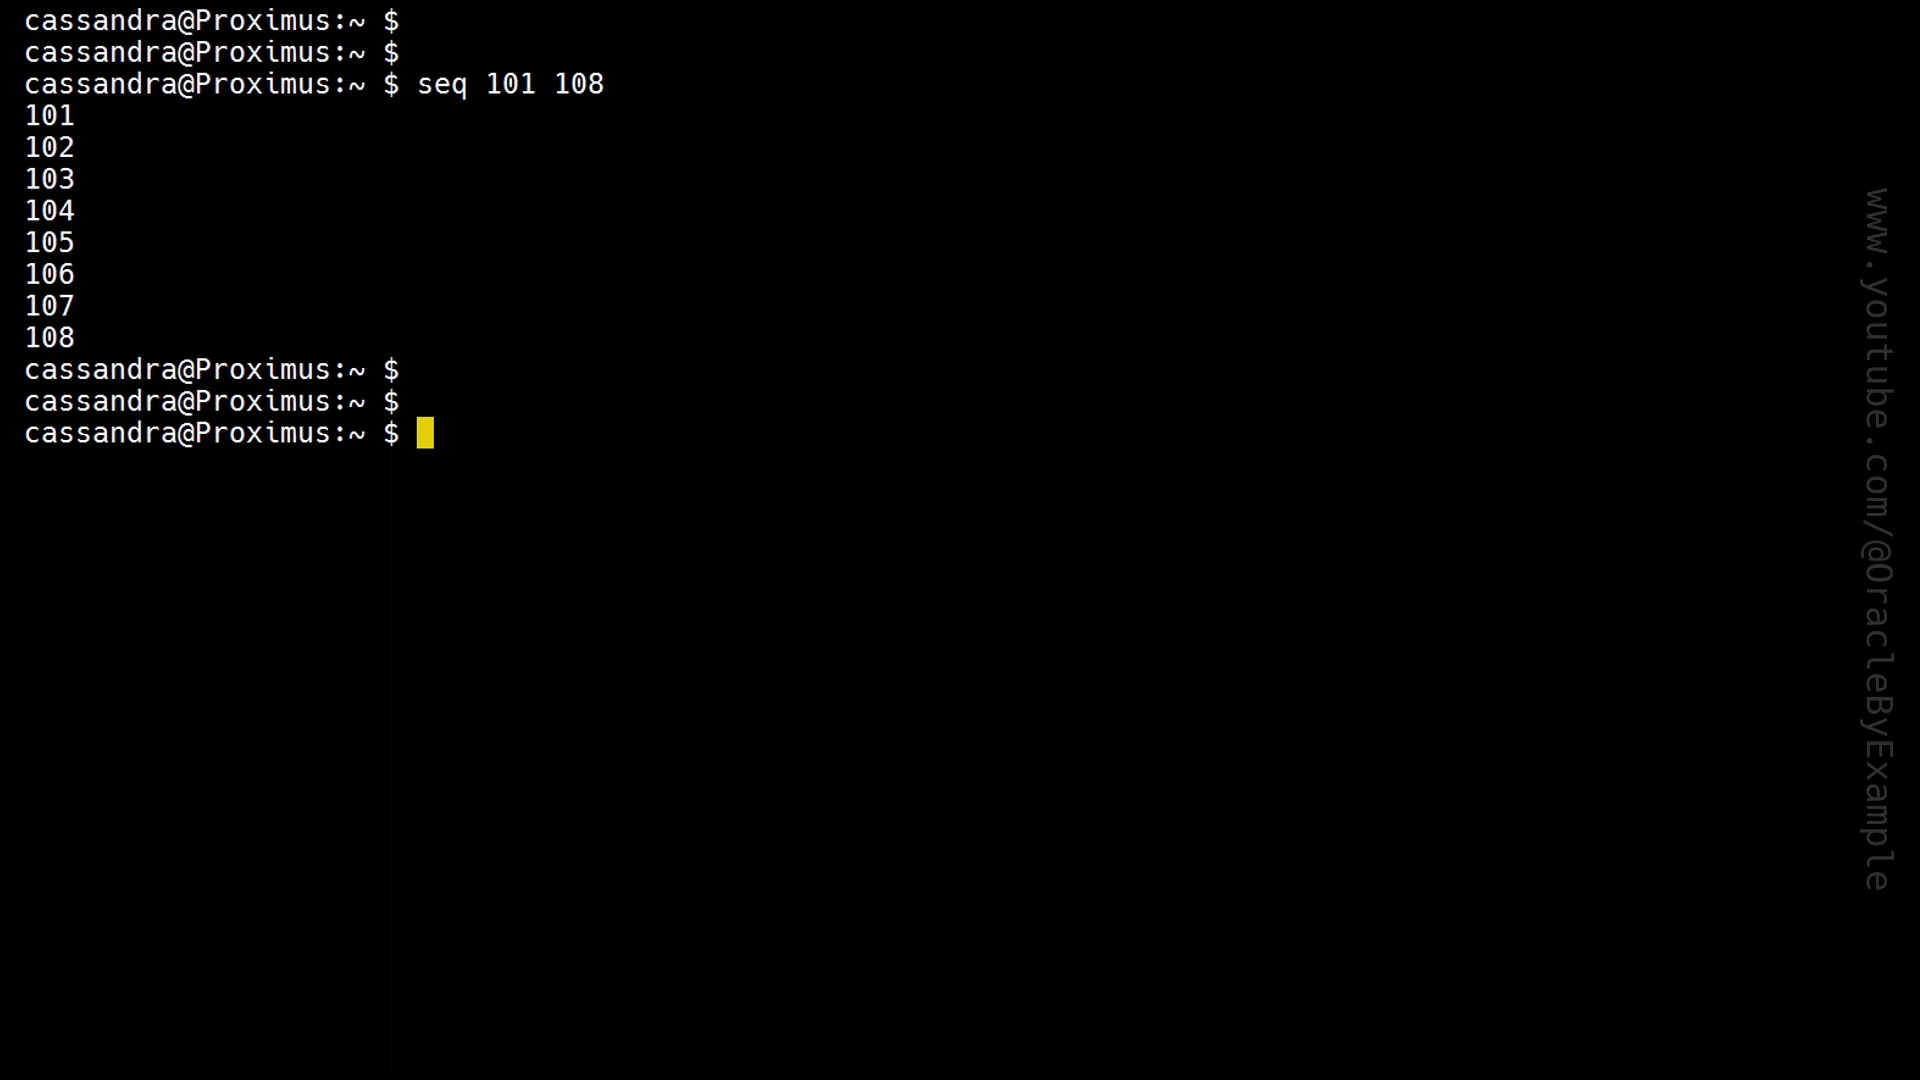 cassandra@Proximus:~ $
cassandra@Proximus:~ $
cassandra@Proximus:~ $ seq 101 108
101
102
103
104
105
106
107
108
cassandra@Proximus:~ $
cassandra@Proximus:~ $
cassandra@Proximus:~ $
www.youtube.com/@OracleByExample